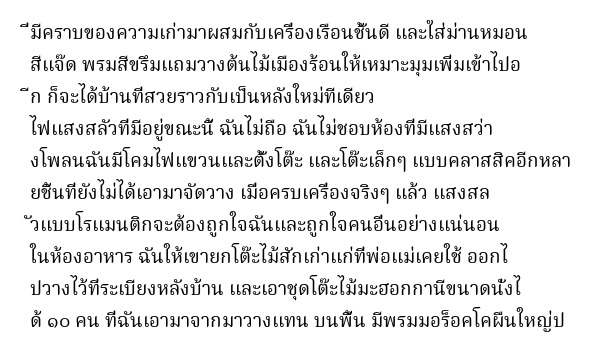 ี่มีคราบของความเก่ามาผสมกับเครื่องเรือนชั้นดี และใส่ม่านหมอน
สีแจ๊ด พรมสีขรึมแถมวางต้นไม้เมืองร้อนให้เหมาะมุมเพิ่มเข้าไปอ
ีก ก็จะได้บ้านที่สวยราวกับเป็นหลังใหม่ทีเดียว
ไฟแสงสลัวที่มีอยู่ขณะนี้ ฉันไม่ถือ ฉันไม่ชอบห้องที่มีแสงสว่า
งโพลนฉันมีโคมไฟแขวนและตั้งโต๊ะ และโต๊ะเล็กๆ แบบคลาสสิคอีกหลา
ยชิ้นที่ยังไม่ได้เอามาจัดวาง เมื่อครบเครื่องจริงๆ แล้ว แสงสล
ัวแบบโรแมนติกจะต้องถูกใจฉันและถูกใจคนอื่นอย่างแน่นอน
ในห้องอาหาร ฉันให้เขายกโต๊ะไม้สักเก่าแก่ที่พ่อแม่เคยใช้ ออกไ
ปวางไว้ที่ระเบียงหลังบ้าน และเอาชุดโต๊ะไม้มะฮอกกานีขนาดนั่งไ
ด้ ๑๐ คน ที่ฉันเอามาจากมาวางแทน บนพื้น มีพรมมอร็อคโคผืนใหญ่ป